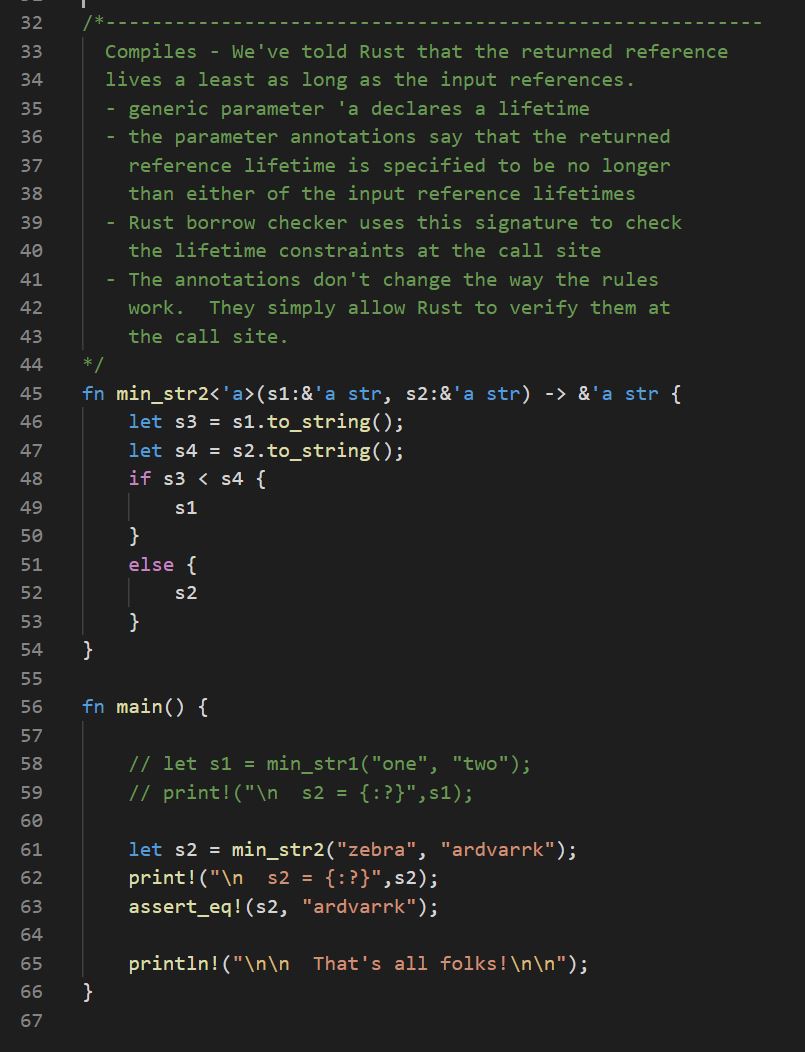 32 /*---------------------------------------------------------
33 Compiles - We've told Rust that the returned reference
34 lives a least as long as the input references.
35 - generic parameter 'a declares a lifetime
36 - the parameter annotations say that the returned
37 reference lifetime is specified to be no longer
38 than either of the input reference lifetimes
39 - Rust borrow checker uses this signature to check
40 the lifetime constraints at the call site
41 - The annotations don't change the way the rules
42 work.  They simply allow Rust to verify them at
43 the call site.
44 */
45 fn min_str2<'a>(s1:&'a str, s2:&'a str) -> &'a str {
46 let s3 = s1.to_string();
47 let s4 = s2.to_string();
48 if s3 < s4 {
49 s1
50 }
51 else {
52 s2
53 }
54 }
55
56 fn main() {
57
58 // let s1 = min_str1("one", "two");
59 // print!("\n  s2 = {:?}",s1);
60
61 let s2 = min_str2("zebra", "ardvarrk");
62 print!("\n  s2 = {:?}",s2);
63 assert_eq!(s2, "ardvarrk");
64
65 println!("\n\n  That's all folks!\n\n");
66 }
67